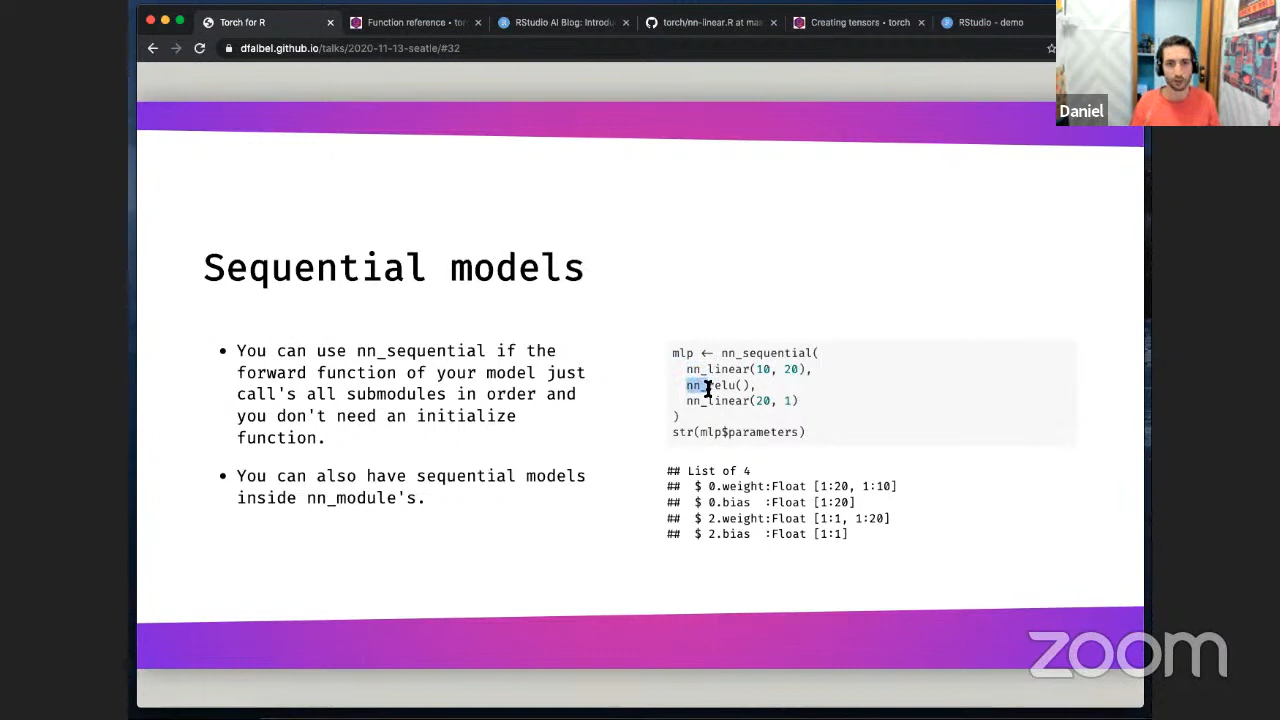 Torch for R
Function reference • tor
RStudio AI Blog: Introdu
torch/nn-linear.R at ma
Creating tensors • torch
RStudio - demo
dfalbel.github.io/talks/2020-11-13-seatle/#32
Daniel
Sequential models
• You can use nn_sequential if the
forward function of your model just
call's all submodules in order and
you don't need an initialize
function.
• You can also have sequential models
inside nn_module's.
mlp ← nn_sequential(
nn_linear(10, 20),
nn_relu(),
nn_linear(20, 1)
)
str(mlp$parameters)
## List of 4
##  $ 0.weight:Float [1:20, 1:10]
##  $ 0.bias  :Float [1:20]
##  $ 2.weight:Float [1:1, 1:20]
##  $ 2.bias  :Float [1:1]
zoom